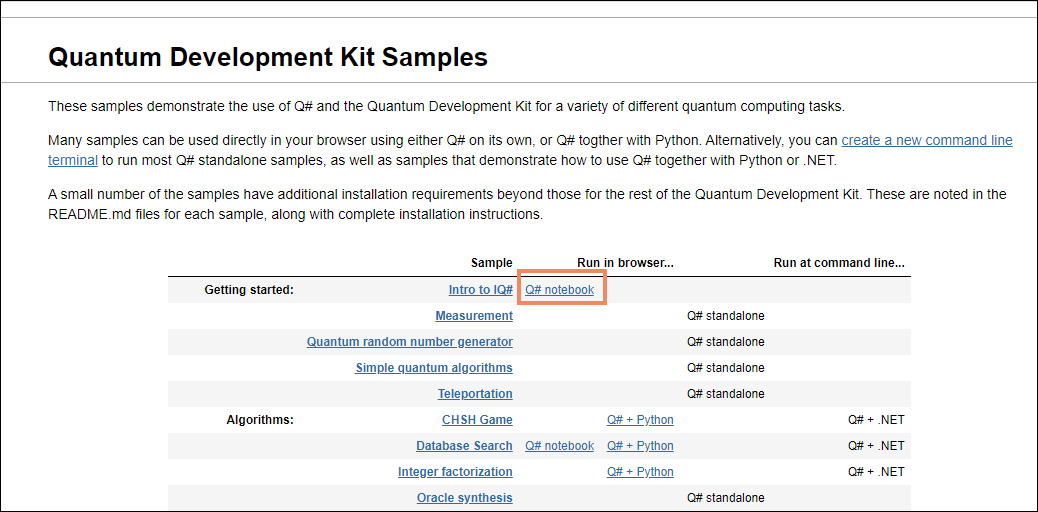 Quantum Development Kit Samples
These samples demonstrate the use of Q# and the Quantum Development Kit for a variety of different quantum computing tasks.
Many samples can be used directly in your browser using either Q# on its own, or Q# togther with Python. Alternatively, you can create a new command line
terminal to run most Q# standalone samples, as well as samples that demonstrate how to use Q# together with Python or .NET.
A small number of the samples have additional installation requirements beyond those for the rest of the Quantum Development Kit. These are noted in the
README.md files for each sample, along with complete installation instructions.
Sample Run in browser... Run at command line...
Getting started: Intro to IQ# Q# notebook
Measurement Q# standalone
Quantum random number generator Q# standalone
Simple quantum algorithms Q# standalone
Teleportation Q# standalone
Algorithms: CHSH Game Q# + Python Q# + .NET
Database Search Q# notebook Q# + Python Q# + .NET
Integer factorization Q# + Python Q# + .NET
Oracle synthesis Q# standalone